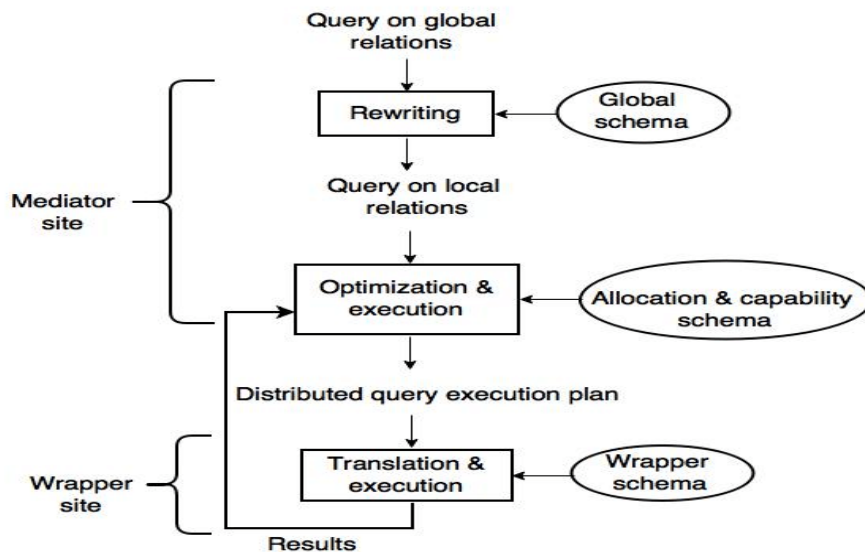 Query on global
relations
Rewriting
Global
schema
Query on local
relations
Mediator
site
Optimization &
execution
Allocation & capability
schema
Distributed query execution plan
Translation &
execution
Wrapper
schema
Wrapper
site
Results